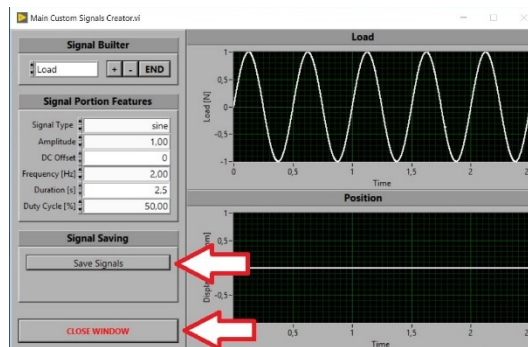 Main Custom Signals Creator.vi
Signal Builter
Load
+ - END
Signal Portion Features
Signal Type sine
Amplitude 1,00
DC Offset 0
Frequency [Hz] 2,00
Duration [s] 2.5
Duty Cycle [%] 50,00
Signal Saving
Save Signals
CLOSE WINDOW
Load
Load [N]
1
0,5
0
-0,5
-1
0 0,5 1 1,5 2
Time
Position
1
0,5
-0,5
0,5 1 1,5 2
Time